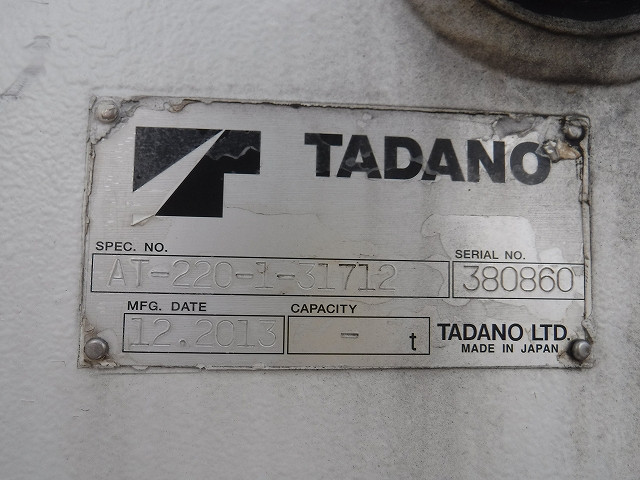 TADANO
SPEC. NO.
AT-220-1-31712
SERIAL NO.
380860
MFG. DATE
12.2013
CAPACITY
- t
TADANO LTD.
MADE IN JAPAN